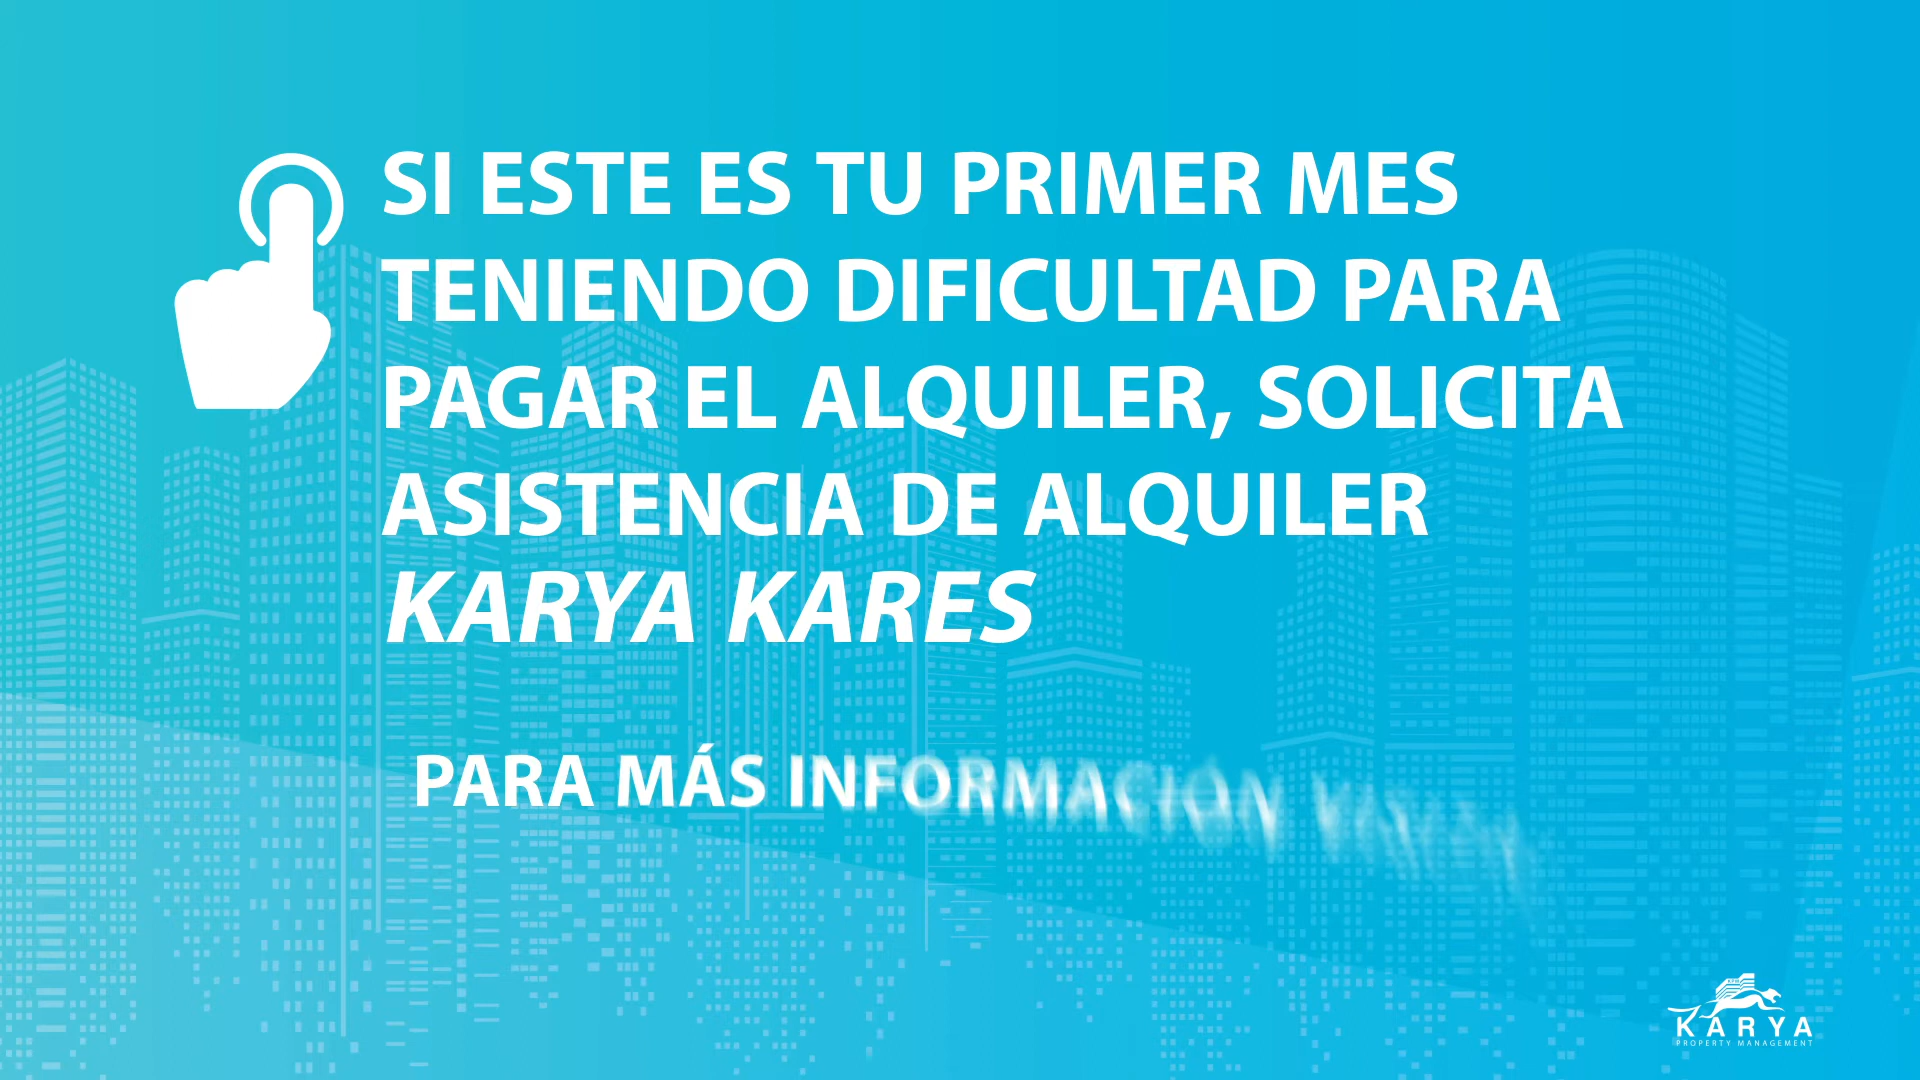 SI ESTE ES TU PRIMER MES
TENIENDO DIFICULTAD PARA
PAGAR EL ALQUILER, SOLICITA
ASISTENCIA DE ALQUILER
KARYA KARES
PARA MÁS INFORMACIÓN
KARYA
PROPERTY MANAGEMENT